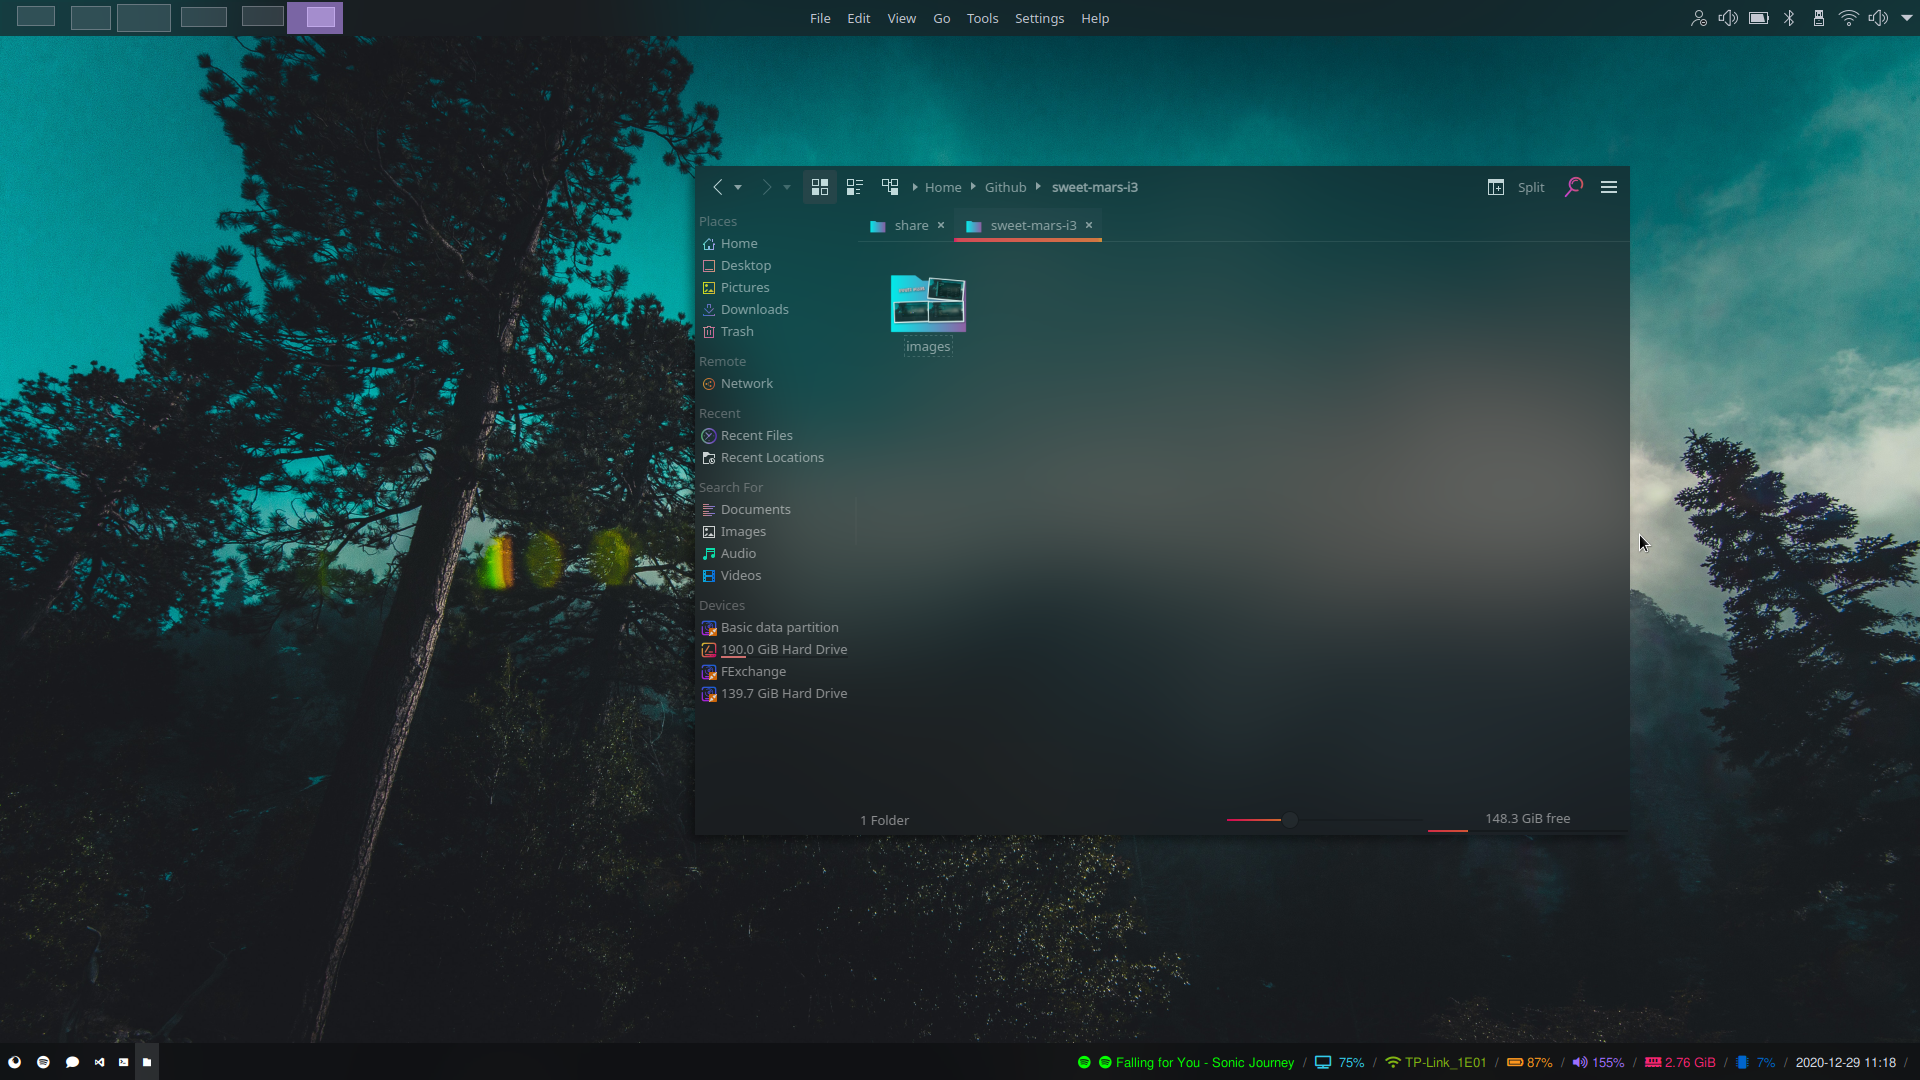 File Edit View Go Tools Settings Help
Home Github sweet-mars-i3
Split
Places
Home
Desktop
Pictures
Downloads
Trash
Remote
Network
Recent
Recent Files
Recent Locations
Search For
Documents
Images
Audio
Videos
Devices
Basic data partition
190.0 GiB Hard Drive
FExchange
139.7 GiB Hard Drive
share
sweet-mars-i3
images
1 Folder
148.3 GiB free
Falling for You - Sonic Journey / 75% / TP-Link_1E01 / 87% / 155% / 2.76 GiB / 7% / 2020-12-29 11:18 /